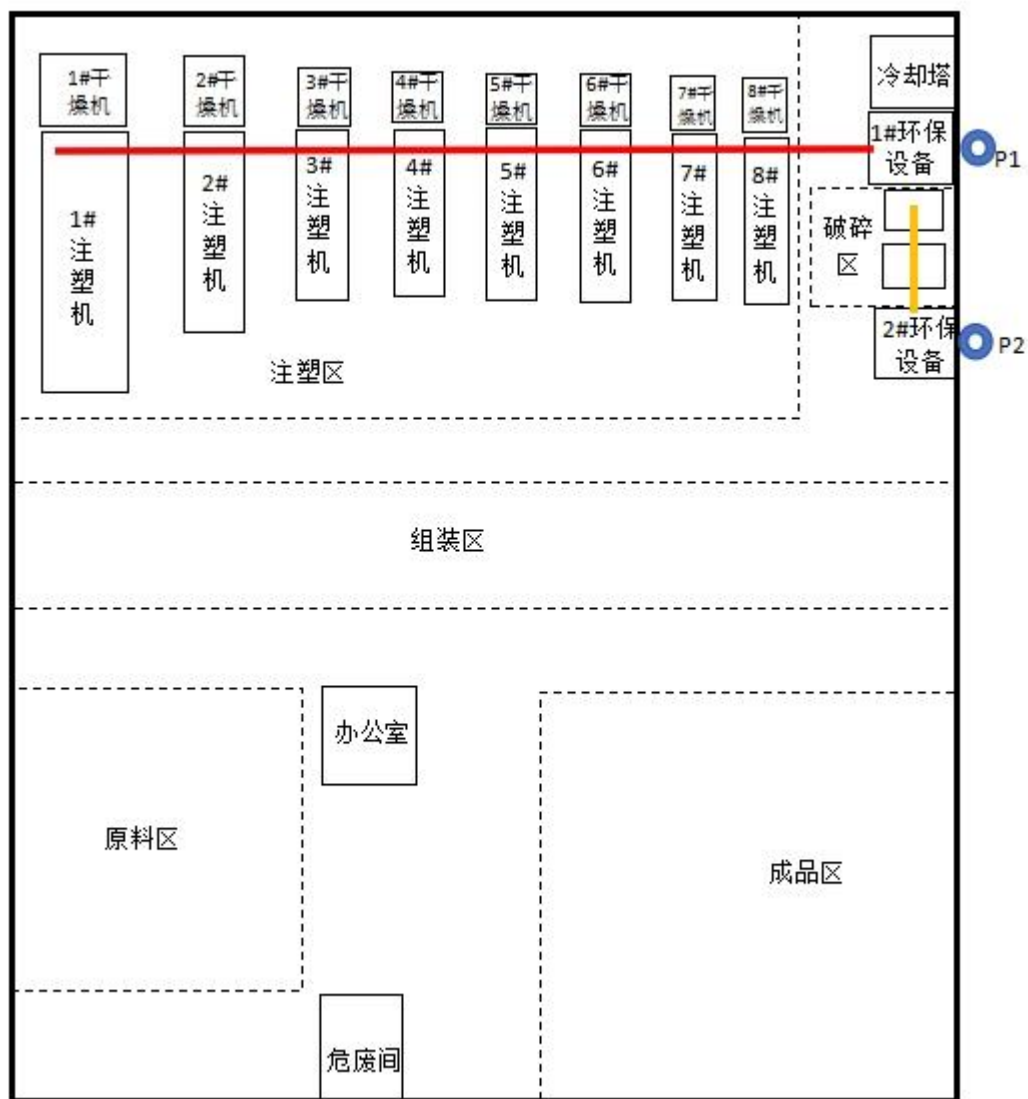 1#干
燥机
2#干
燥机
3#干
燥机
4#干
燥机
5#干
燥机
6#干
燥机
7#干
燥机
8#干
燥机
冷却塔
1#环保
设备
P1
1#
注
塑
机
2#
注
塑
机
3#
注
塑
机
4#
注
塑
机
5#
注
塑
机
6#
注
塑
机
7#
注
塑
机
8#
注
塑
机
破碎
区
2#环保
设备
P2
注塑区
组装区
办公室
原料区
成品区
危废间